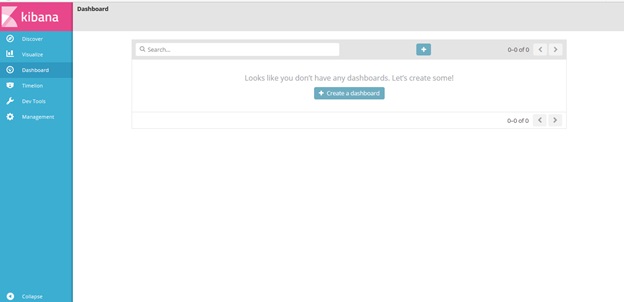 kibana
Dashboard
Discover
Visualize
Dashboard
Timelion
Dev Tools
Management
Collapse
Search...
0–0 of 0
Looks like you don't have any dashboards. Let's create some!
Create a dashboard
0–0 of 0